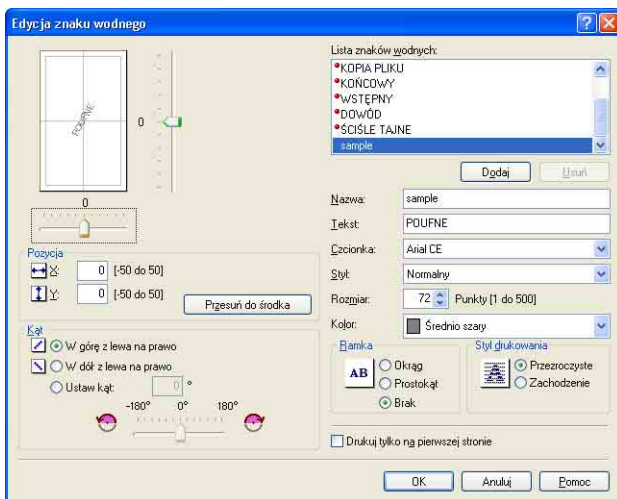 Edycja znaku wodnego
POUFNE
0
0
Pozycja
X: 0 [-50 do 50]
Y: 0 [-50 do 50]
Przesuń do środka
Kąt
W górę z lewa na prawo
W dół z lewa na prawo
Ustaw kąt: 0 °
-180° 0° 180°
Lista znaków wodnych:
KOPIA PLIKU
KOŃCOWY
WSTĘPNY
DOWÓD
ŚCIŚLE TAJNE
sample
Dodaj Usuń
Nazwa: sample
Tekst: POUFNE
Czcionka: Arial CE
Styl: Normalny
Rozmiar: 72 Punkty [1 do 500]
Kolor: Średnio szary
Ramka
AB
Okrąg
Prostokąt
Brak
Styl drukowania
A
Przezroczyste
Zachodzenie
Drukuj tylko na pierwszej stronie
OK Anuluj Pomoc